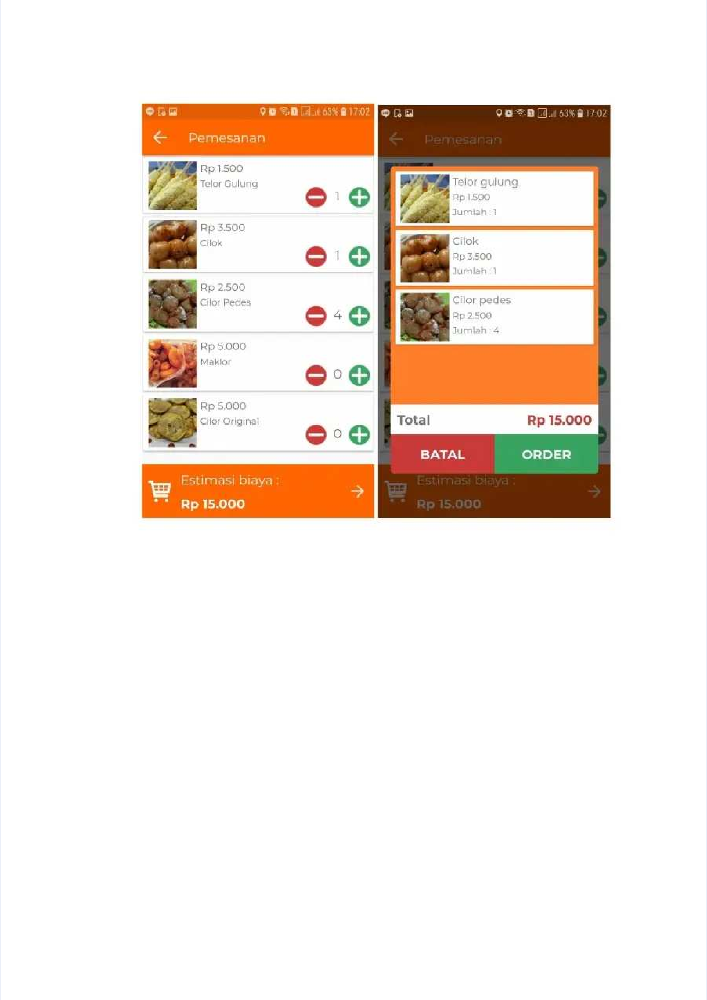 63% 17:02
Pemesanan
Rp 1.500
Telor Gulung
1
Rp 3.500
Cilok
1
Rp 2.500
Cilor Pedes
4
Rp 5.000
Maklor
0
Rp 5.000
Cilor Original
0
Estimasi biaya :
Rp 15.000
63% 17:02
Pemesanan
Telor gulung
Rp 1.500
Jumlah : 1
Cilok
Rp 3.500
Jumlah : 1
Cilor pedes
Rp 2.500
Jumlah : 4
Total Rp 15.000
BATAL ORDER
Estimasi biaya :
Rp 15.000